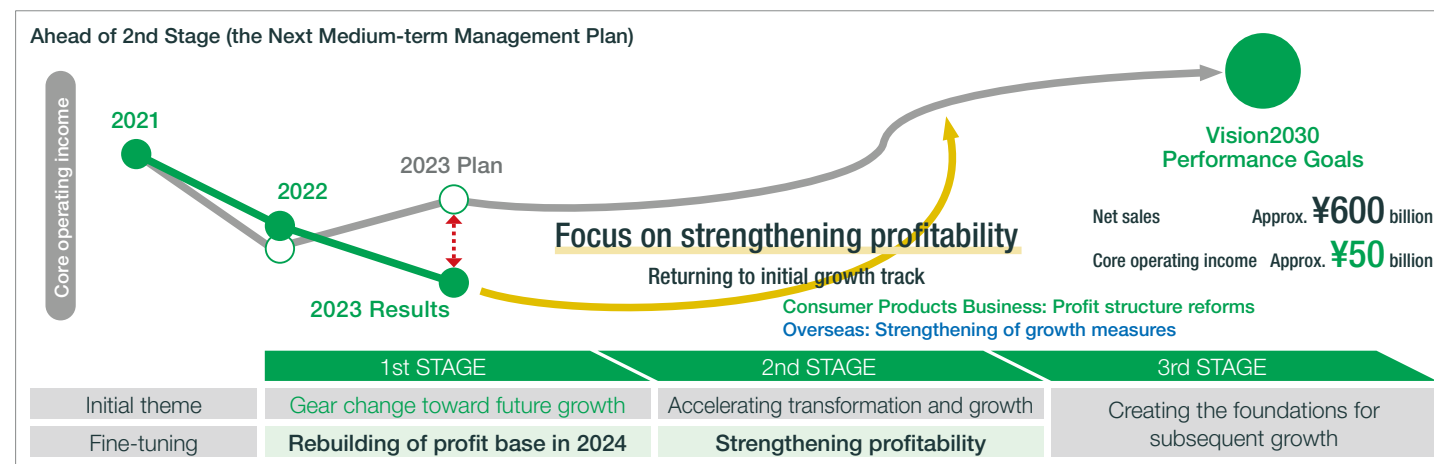 Ahead of 2nd Stage (the Next Medium-term Management Plan)
Core operating income
2021
2022
2023 Plan
2023 Results
Focus on strengthening profitability
Returning to initial growth track
Consumer Products Business: Profit structure reforms
Overseas: Strengthening of growth measures
Vision2030
Performance Goals
Net sales Approx. ¥600 billion
Core operating income Approx. ¥50 billion
1st STAGE 2nd STAGE 3rd STAGE
Initial theme Gear change toward future growth Accelerating transformation and growth
Fine-tuning Rebuilding of profit base in 2024 Strengthening profitability
Creating the foundations for
subsequent growth